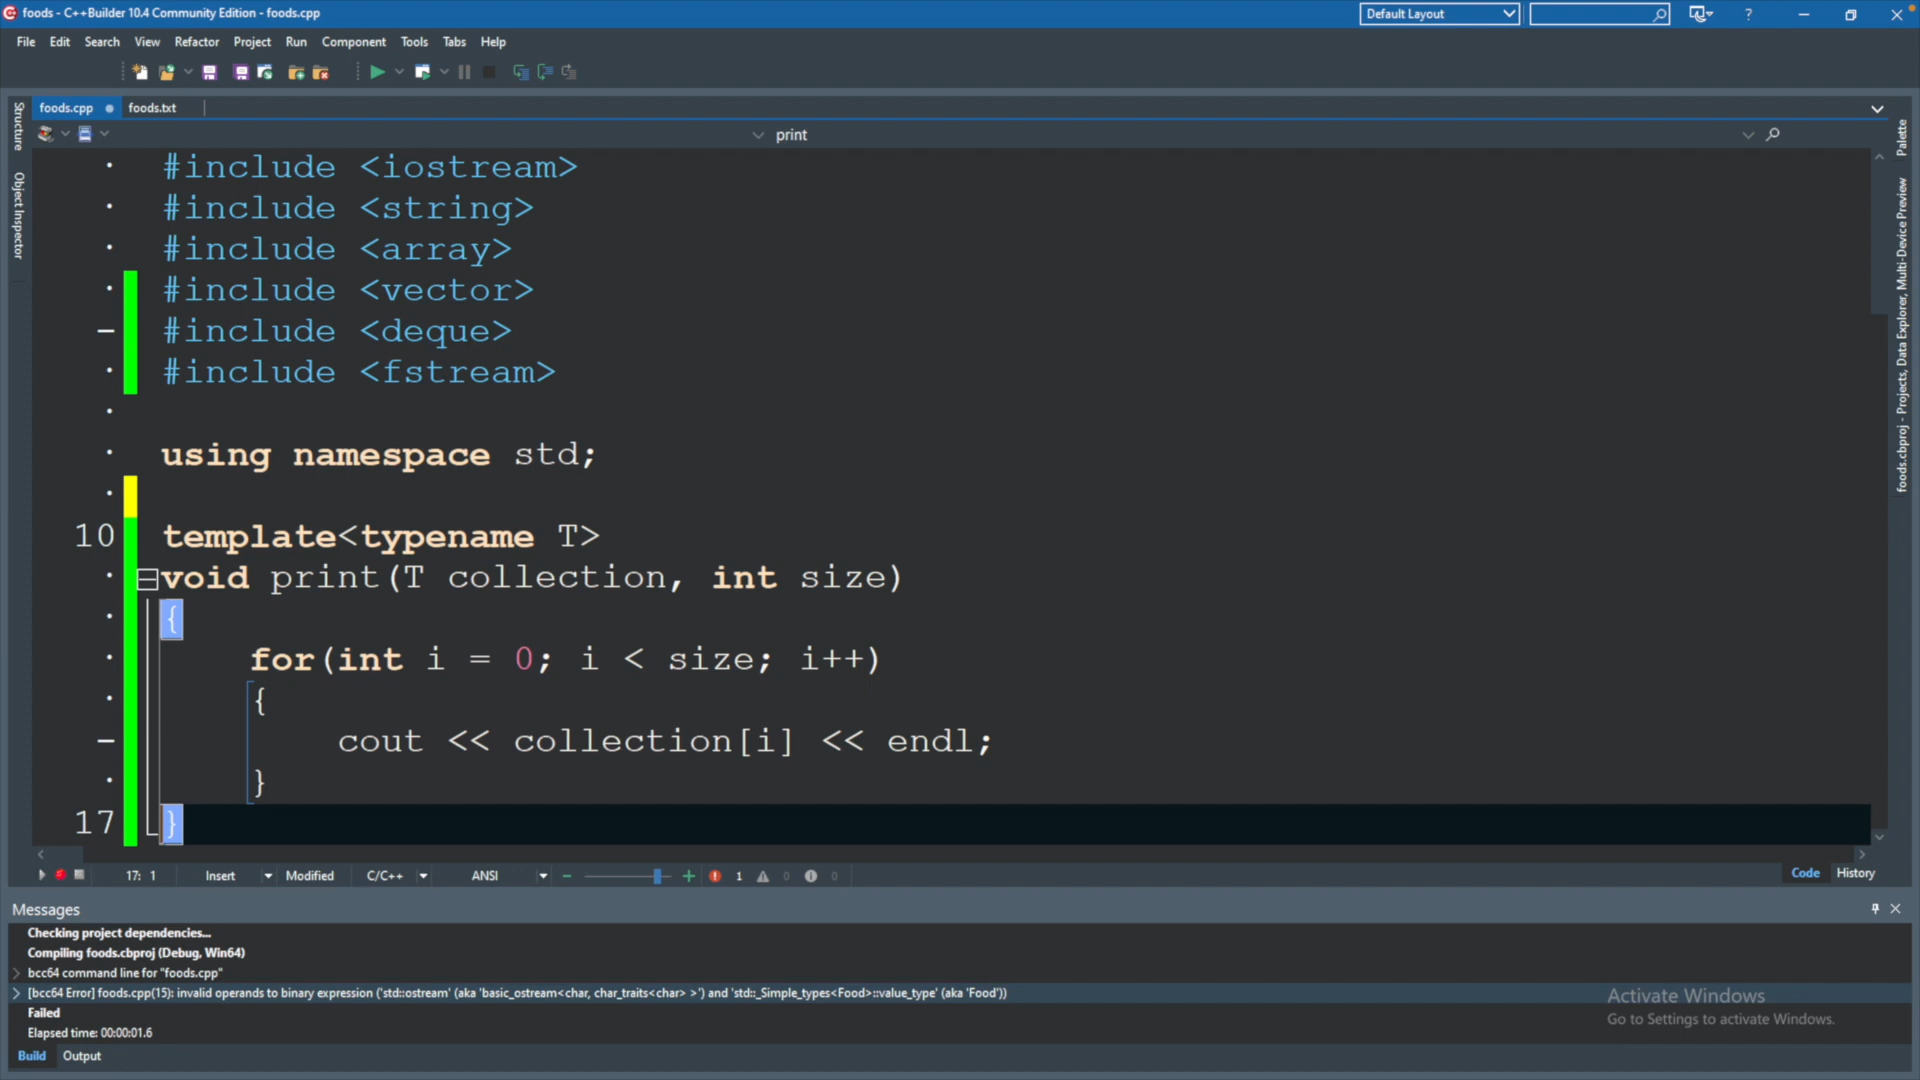 foods - C++Builder 10.4 Community Edition - foods.cpp
Default Layout
?
File Edit Search View Refactor Project Run Component Tools Tabs Help
foods.cpp foods.txt
print
Structure
Object Inspector
Palette
foods.cbproj - Projects, Data Explorer, Multi-Device Preview
#include <iostream>
#include <string>
#include <array>
#include <vector>
#include <deque>
#include <fstream>
using namespace std;
10 template<typename T>
void print(T collection, int size)
{
for(int i = 0; i < size; i++)
{
cout << collection[i] << endl;
}
17 }
17: 1 Insert Modified C/C++ ANSI 1 0 0
Code History
Messages
Checking project dependencies...
Compiling foods.cbproj (Debug, Win64)
bcc64 command line for "foods.cpp"
[bcc64 Error] foods.cpp(15): invalid operands to binary expression ('std::ostream' (aka 'basic_ostream<char, char_traits<char> >') and 'std::_Simple_types<Food>::value_type' (aka 'Food'))
Failed
Elapsed time: 00:00:01.6
Build Output
Activate Windows
Go to Settings to activate Windows.